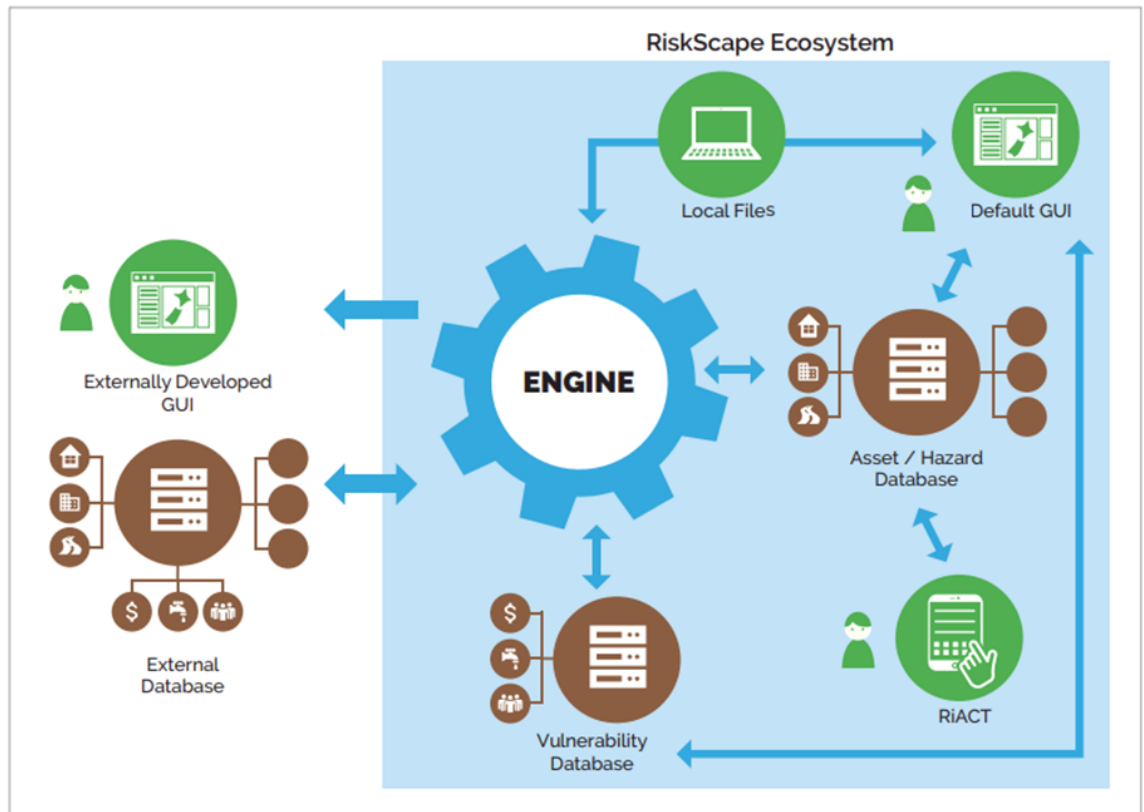 RiskScape Ecosystem
Local Files
Default GUI
Externally Developed
GUI
ENGINE
Asset / Hazard
Database
External
Database
$
$
Vulnerability
Database
RiACT